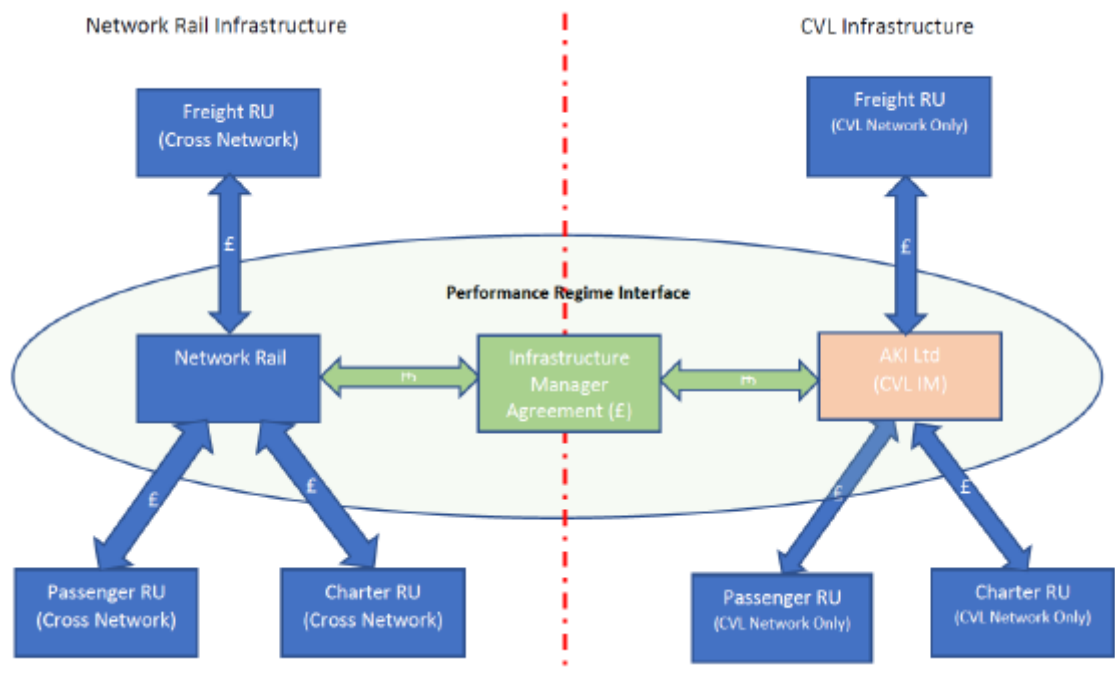 Network Rail Infrastructure
CVL Infrastructure
Freight RU
(Cross Network)
Freight RU
(CVL Network Only)
£
£
Performance Regime Interface
Network Rail
£
Infrastructure
Manager
Agreement (£)
£
AKI Ltd
(CVL IM)
£
£
£
£
Passenger RU
(Cross Network)
Charter RU
(Cross Network)
Passenger RU
(CVL Network Only)
Charter RU
(CVL Network Only)